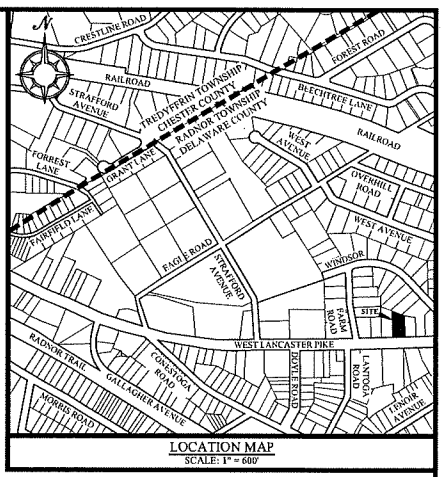 N
CRESTLINE ROAD
FOREST ROAD
RAILROAD
STRAFFORD
AVENUE
TREDYFFRIN TOWNSHIP
CHESTER COUNTY
RADNOR TOWNSHIP
DELAWARE COUNTY
BEECHTREE LANE
RAILROAD
FORREST
LANE
GRANT LANE
WEST
AVENUE
OVERHILL
ROAD
FAIRFIELD LANE
WEST AVENUE
EAGLE ROAD
STRAFFORD
AVENUE
WINDSOR
FARM
ROAD
SITE
WEST LANCASTER PIKE
RADNOR TRAIL
CONESTOGA
ROAD
GALLAGHER AVENUE
DOYLE ROAD
LANTOGA
ROAD
LENOIR
AVENUE
MORRIS ROAD
LOCATION MAP
SCALE: 1" = 600'